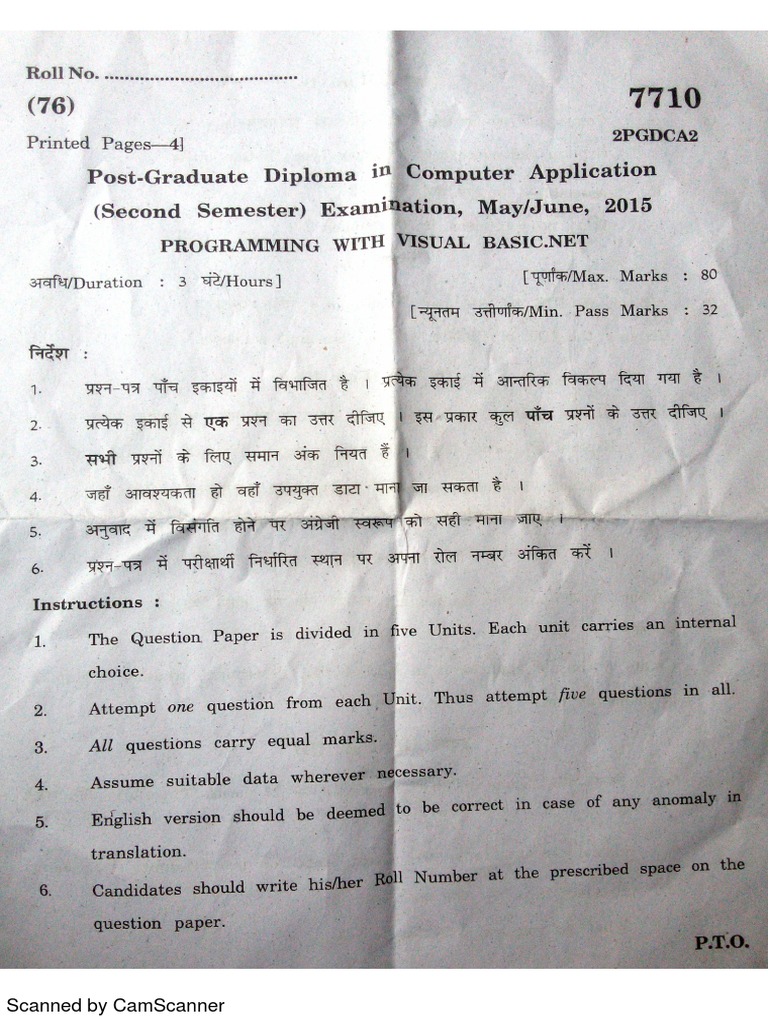 Roll No. ......................................
(76)
7710
Printed Pages—4]
2PGDCA2
Post-Graduate Diploma in Computer Application
(Second Semester) Examination, May/June, 2015
PROGRAMMING WITH VISUAL BASIC.NET
अवधि/Duration : 3 घंटे/Hours]
[पूर्णांक/Max. Marks : 80
[न्यूनतम उत्तीर्णांक/Min. Pass Marks : 32
निर्देश :
1. प्रश्न-पत्र पाँच इकाइयों में विभाजित है । प्रत्येक इकाई में आन्तरिक विकल्प दिया गया है ।
2. प्रत्येक इकाई से एक प्रश्न का उत्तर दीजिए । इस प्रकार कुल पाँच प्रश्नों के उत्तर दीजिए ।
3. सभी प्रश्नों के लिए समान अंक नियत हैं ।
4. जहाँ आवश्यकता हो वहाँ उपयुक्त डाटा माना जा सकता है ।
5. अनुवाद में विसंगति होने पर अंग्रेजी स्वरूप को सही माना जाए ।
6. प्रश्न-पत्र में परीक्षार्थी निर्धारित स्थान पर अपना रोल नम्बर अंकित करें ।
Instructions :
1. The Question Paper is divided in five Units. Each unit carries an internal
choice.
2. Attempt one question from each Unit. Thus attempt five questions in all.
3. All questions carry equal marks.
4. Assume suitable data wherever necessary.
5. English version should be deemed to be correct in case of any anomaly in
translation.
6. Candidates should write his/her Roll Number at the prescribed space on the
question paper.
P.T.O.
Scanned by CamScanner